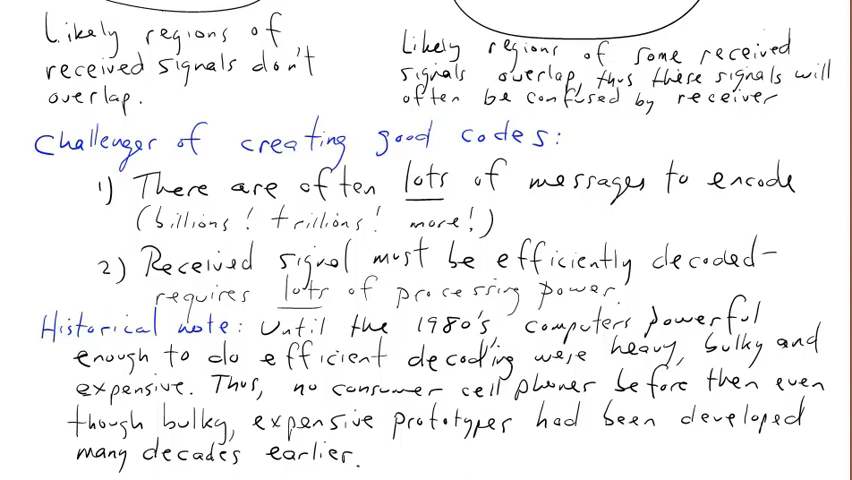 Likely regions of
received signals don't
overlap.
Likely regions of some received
signals overlap, thus these signals will
often be confused by receiver
Challenges of creating good codes:
1) There are often lots of messages to encode
(billions! trillions! more!)
2) Received signal must be efficiently decoded-
requires lots of processing power.
Historical note: Until the 1980's, computers powerful
enough to do efficient decoding were heavy, bulky and
expensive. Thus, no consumer cell phones before then even
though bulky, expensive prototypes had been developed
many decades earlier.